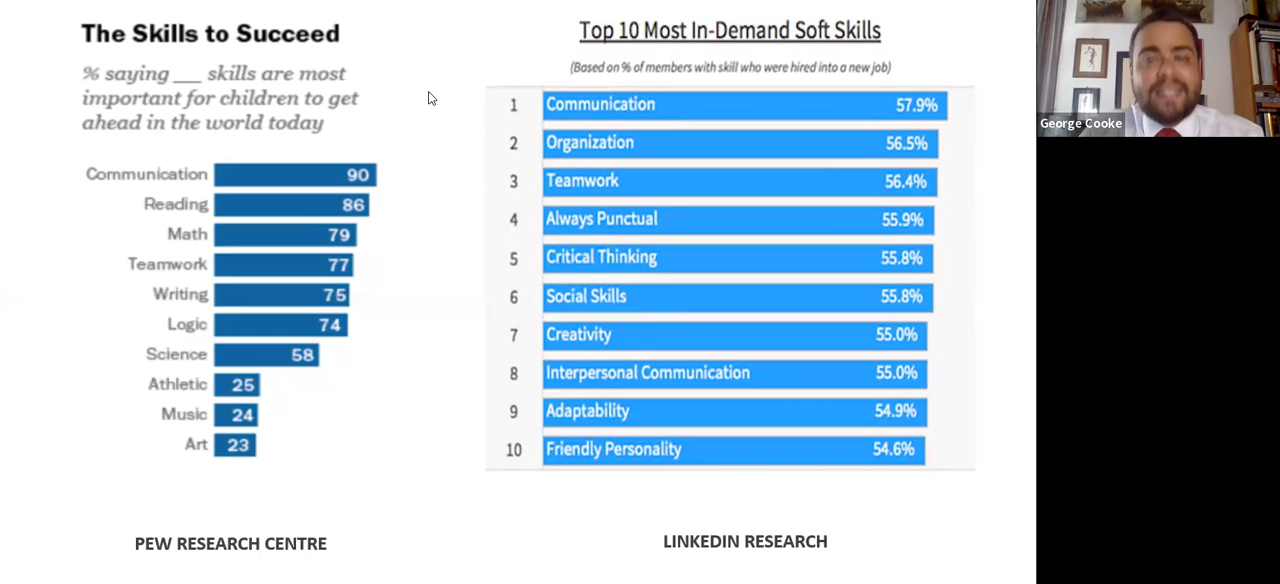 The Skills to Succeed
% saying ___ skills are most
important for children to get
ahead in the world today
Communication 90
Reading 86
Math 79
Teamwork 77
Writing 75
Logic 74
Science 58
Athletic 25
Music 24
Art 23
PEW RESEARCH CENTRE
Top 10 Most In-Demand Soft Skills
(Based on % of members with skill who were hired into a new job)
1 Communication 57.9%
2 Organization 56.5%
3 Teamwork 56.4%
4 Always Punctual 55.9%
5 Critical Thinking 55.8%
6 Social Skills 55.8%
7 Creativity 55.0%
8 Interpersonal Communication 55.0%
9 Adaptability 54.9%
10 Friendly Personality 54.6%
LINKEDIN RESEARCH
George Cooke